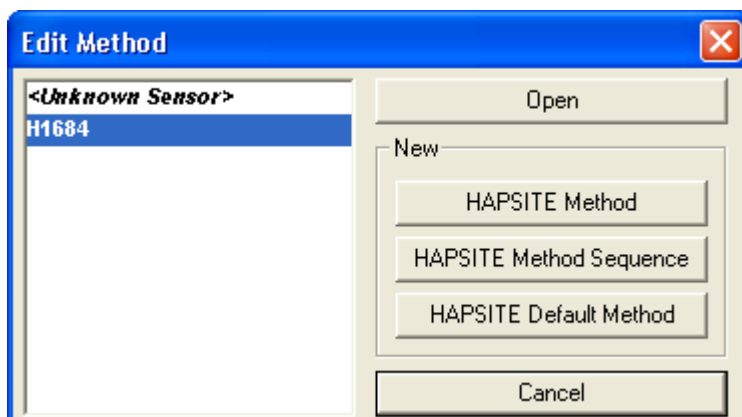 Edit Method
<Unknown Sensor>
H1684
Open
New
HAPSITE Method
HAPSITE Method Sequence
HAPSITE Default Method
Cancel